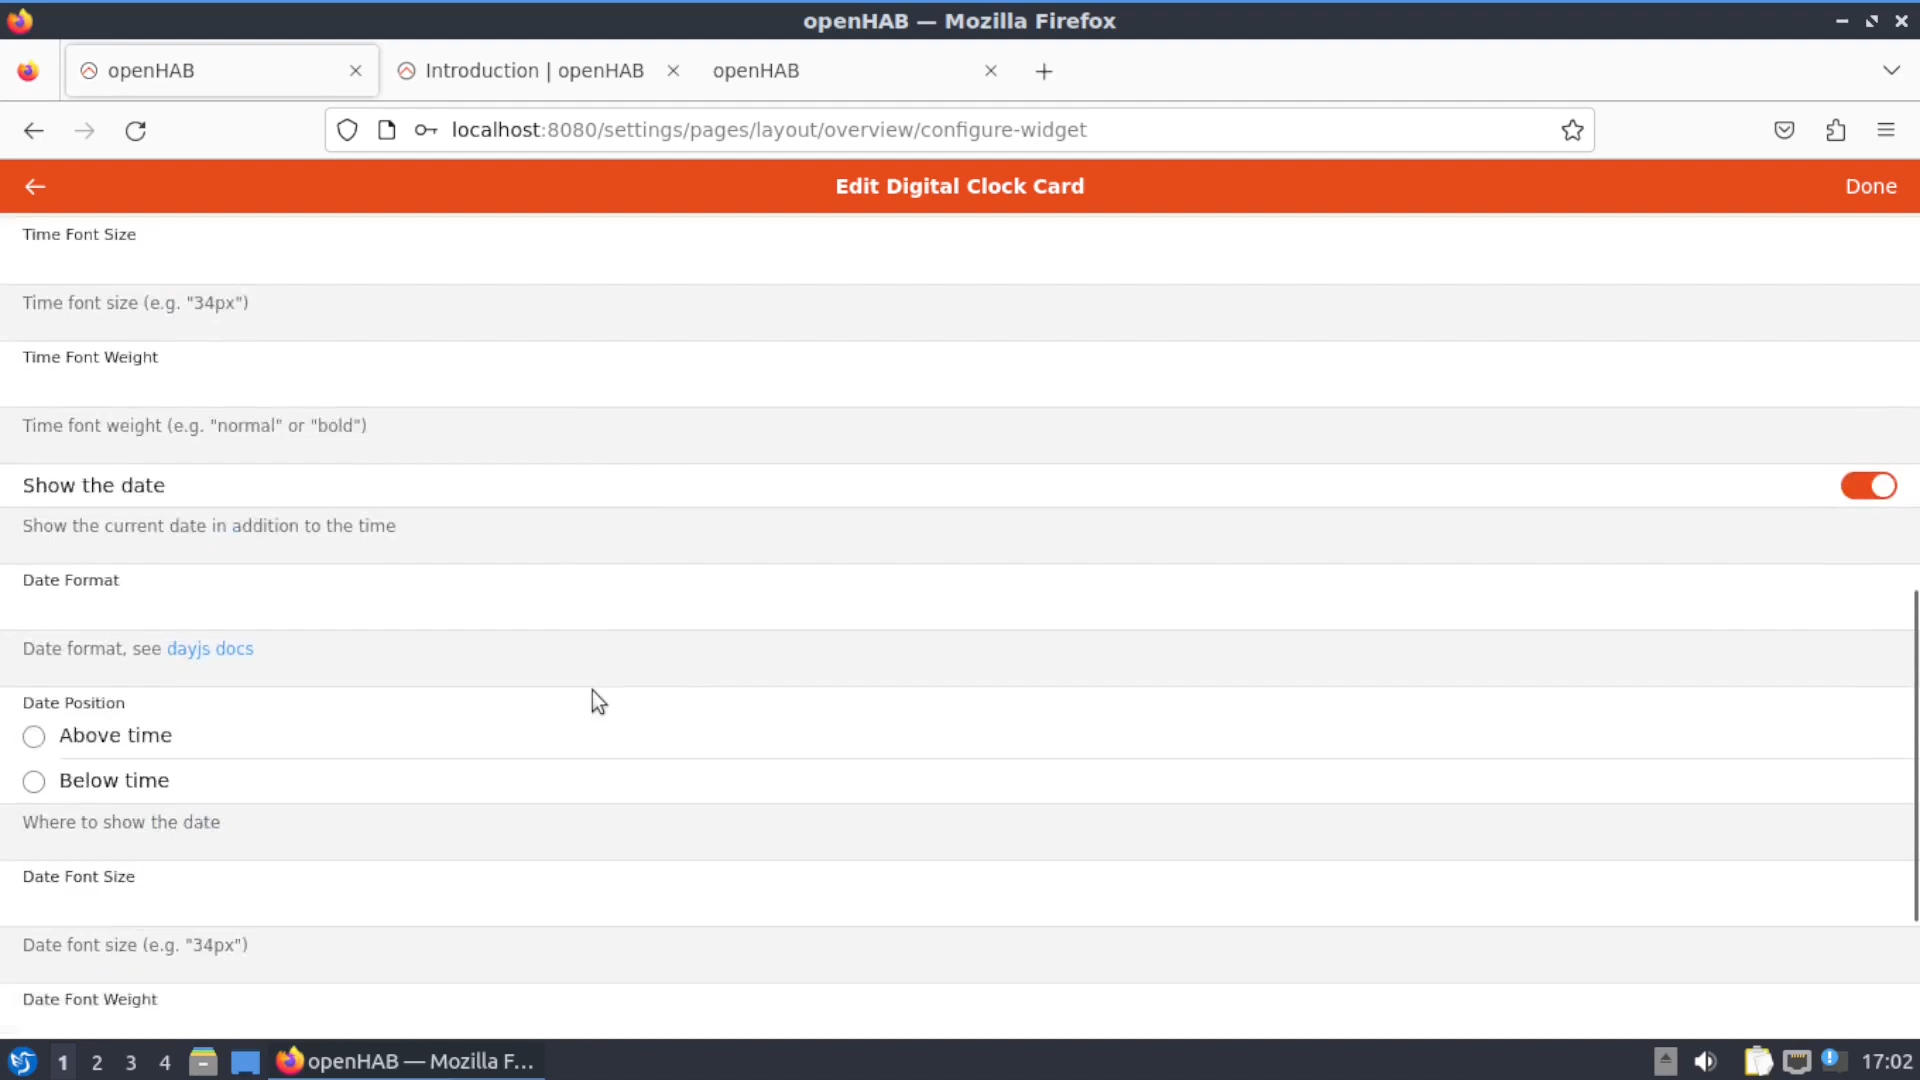 openHAB — Mozilla Firefox
openHAB
Introduction | openHAB
openHAB
localhost:8080/settings/pages/layout/overview/configure-widget
Edit Digital Clock Card
Done
Time Font Size
Time font size (e.g. "34px")
Time Font Weight
Time font weight (e.g. "normal" or "bold")
Show the date
Show the current date in addition to the time
Date Format
Date format, see dayjs docs
Date Position
Above time
Below time
Where to show the date
Date Font Size
Date font size (e.g. "34px")
Date Font Weight
1 2 3 4 openHAB — Mozilla F... 17:02